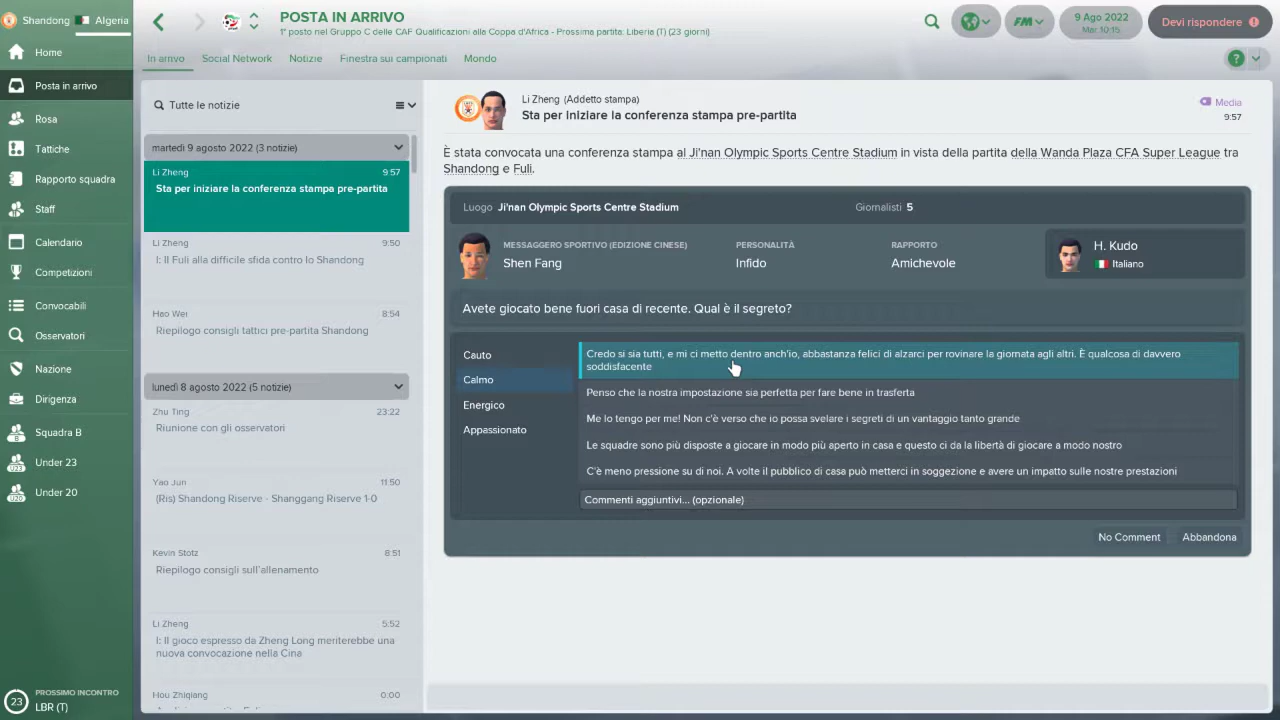 Shandong
Algeria
POSTA IN ARRIVO
1° posto nel Gruppo C delle CAF Qualificazioni alla Coppa d'Africa - Prossima partita: Liberia (T) (23 giorni)
FM
9 Ago 2022
Mar 10:15
Devi rispondere
Home
Posta in arrivo
Rosa
Tattiche
Rapporto squadra
Staff
Calendario
Competizioni
Convocabili
Osservatori
Nazione
Dirigenza
Squadra B
Under 23
Under 20
23
PROSSIMO INCONTRO
LBR (T)
In arrivo
Social Network
Notizie
Finestra sui campionati
Mondo
?
Tutte le notizie
martedì 9 agosto 2022 (3 notizie)
Li Zheng 9:57
Sta per iniziare la conferenza stampa pre-partita
Li Zheng 9:50
I: Il Fuli alla difficile sfida contro lo Shandong
Hao Wei 8:54
Riepilogo consigli tattici pre-partita Shandong
lunedì 8 agosto 2022 (5 notizie)
Zhu Ting 23:22
Riunione con gli osservatori
Yao Jun 11:50
(Ris) Shandong Riserve - Shanggang Riserve 1-0
Kevin Stotz 8:51
Riepilogo consigli sull'allenamento
Li Zheng 5:52
I: Il gioco espresso da Zheng Long meriterebbe una
nuova convocazione nella Cina
Hou Zhiqiang 0:00
Li Zheng (Addetto stampa)
Sta per iniziare la conferenza stampa pre-partita
Media
9:57
È stata convocata una conferenza stampa al Ji'nan Olympic Sports Centre Stadium in vista della partita della Wanda Plaza CFA Super League tra
Shandong e Fuli.
Luogo Ji'nan Olympic Sports Centre Stadium
Giornalisti 5
MESSAGGERO SPORTIVO (EDIZIONE CINESE)
Shen Fang
PERSONALITÀ
Infido
RAPPORTO
Amichevole
H. Kudo
Italiano
Avete giocato bene fuori casa di recente. Qual è il segreto?
Cauto
Calmo
Energico
Appassionato
Credo si sia tutti, e mi ci metto dentro anch'io, abbastanza felici di alzarci per rovinare la giornata agli altri. È qualcosa di davvero
soddisfacente
Penso che la nostra impostazione sia perfetta per fare bene in trasferta
Me lo tengo per me! Non c'è verso che io possa svelare i segreti di un vantaggio tanto grande
Le squadre sono più disposte a giocare in modo più aperto in casa e questo ci da la libertà di giocare a modo nostro
C'è meno pressione su di noi. A volte il pubblico di casa può metterci in soggezione e avere un impatto sulle nostre prestazioni
Commenti aggiuntivi... (opzionale)
No Comment
Abbandona